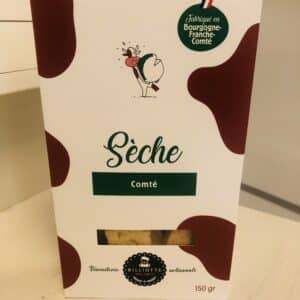 Fabriqué en
Bourgogne-
Franche-
Comté
Sèche
Comté
Biscuiterie BILLIOTTE artisanale
150 gr